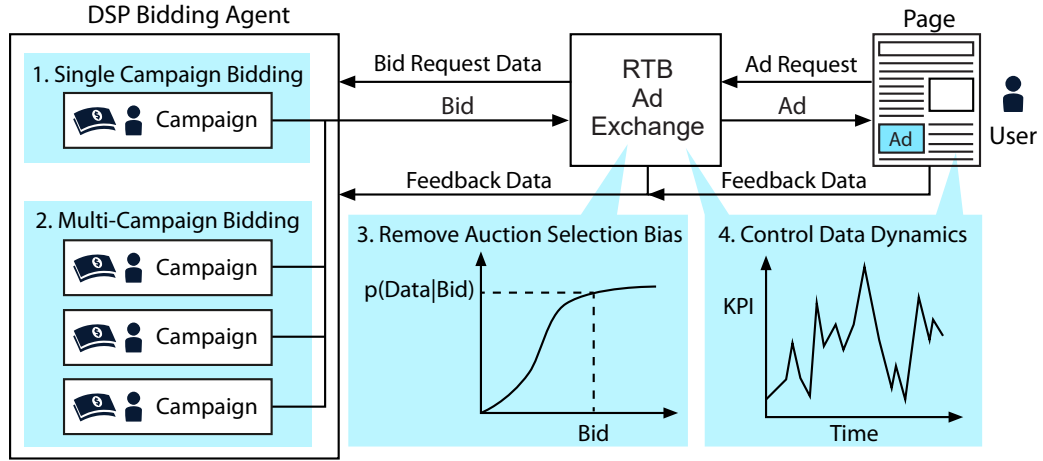 DSP Bidding Agent
Page
1. Single Campaign Bidding
$ Campaign
Bid Request Data
Bid
RTB
Ad
Exchange
Ad Request
Ad
Ad
User
Feedback Data
Feedback Data
2. Multi-Campaign Bidding
$ Campaign
$ Campaign
$ Campaign
3. Remove Auction Selection Bias
p(Data|Bid)
Bid
4. Control Data Dynamics
KPI
Time